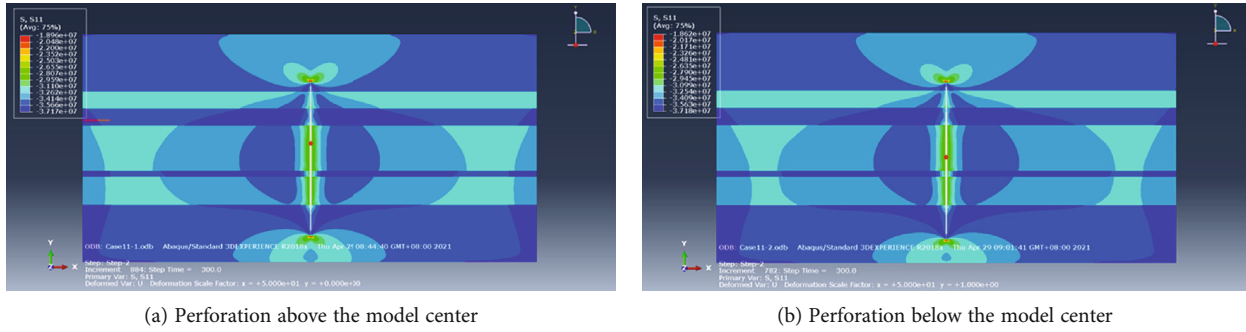 S, S11
(Avg: 75%)
-1.896e+07
-2.048e+07
-2.200e+07
-2.352e+07
-2.503e+07
-2.655e+07
-2.807e+07
-2.959e+07
-3.110e+07
-3.262e+07
-3.414e+07
-3.566e+07
-3.717e+07
Y
X
ODB: Case11-1.odb Abaqus/Standard 3DEXPERIENCE R2018x Thu Apr 08:44:40 GMT+08:00 2021
Step: Step-2
Increment 884: Step Time = 300.0
Primary Var: S, S11
Deformed Var: U Deformation Scale Factor: x = +5.000e+01 y = +0.000e+00
(a) Perforation above the model center
S, S11
(Avg: 75%)
-1.862e+07
-2.017e+07
-2.171e+07
-2.326e+07
-2.481e+07
-2.635e+07
-2.790e+07
-2.945e+07
-3.099e+07
-3.254e+07
-3.409e+07
-3.563e+07
-3.718e+07
Y
X
ODB: Case11-2.odb Abaqus/Standard 3DEXPERIENCE R2018x Thu Apr 29 09:01:41 GMT+08:00 2021
Step: Step-2
Increment 782: Step Time = 300.0
Primary Var: S, S11
Deformed Var: U Deformation Scale Factor: x = +5.000e+01 y = +1.000e+00
(b) Perforation below the model center